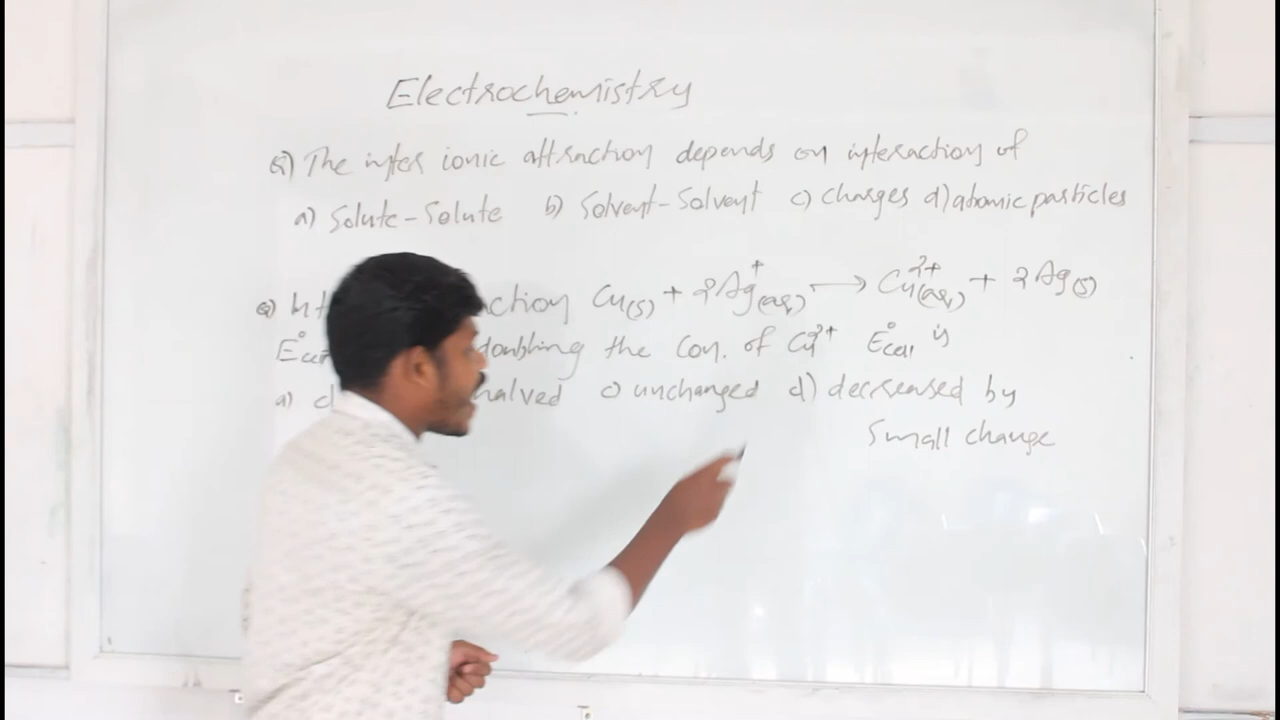 Electrochemistry
Q) The inter ionic attraction depends on interaction of
a) Solute-Solute b) Solvent-Solvent c) charges d) atomic particles
Q) ction Cu(s) + 2Ag⁺(aq) → Cu²⁺(aq) + 2Ag(s)
E° doubling the Con. of Cu²⁺ E°cell is
a) halved c) unchanged d) decreased by
Small change